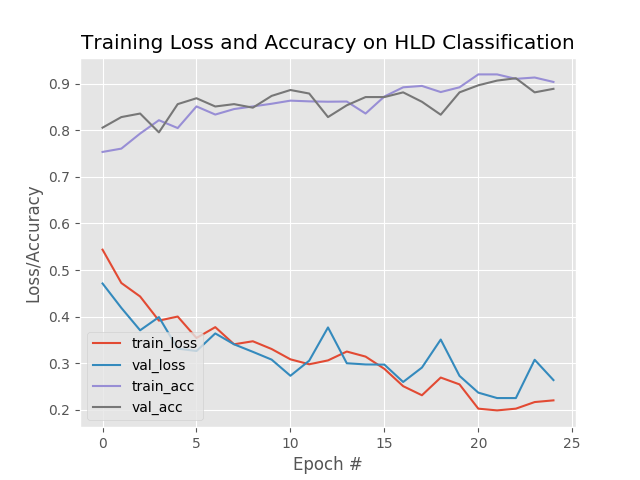 Training Loss and Accuracy on HLD Classification
Loss/Accuracy
0.9
0.8
0.7
0.6
0.5
0.4
0.3
0.2
train_loss
val_loss
train_acc
val_acc
0 5 10 15 20 25
Epoch #